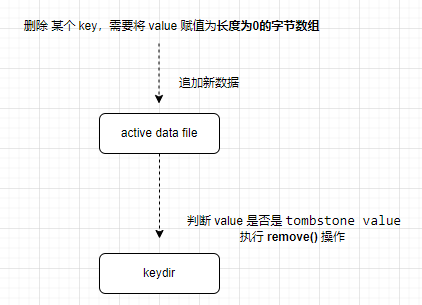 删除 某个 key，需要将 value 赋值为长度为0的字节数组
追加新数据
active data file
判断 value 是否是 tombstone value
执行 remove() 操作
keydir